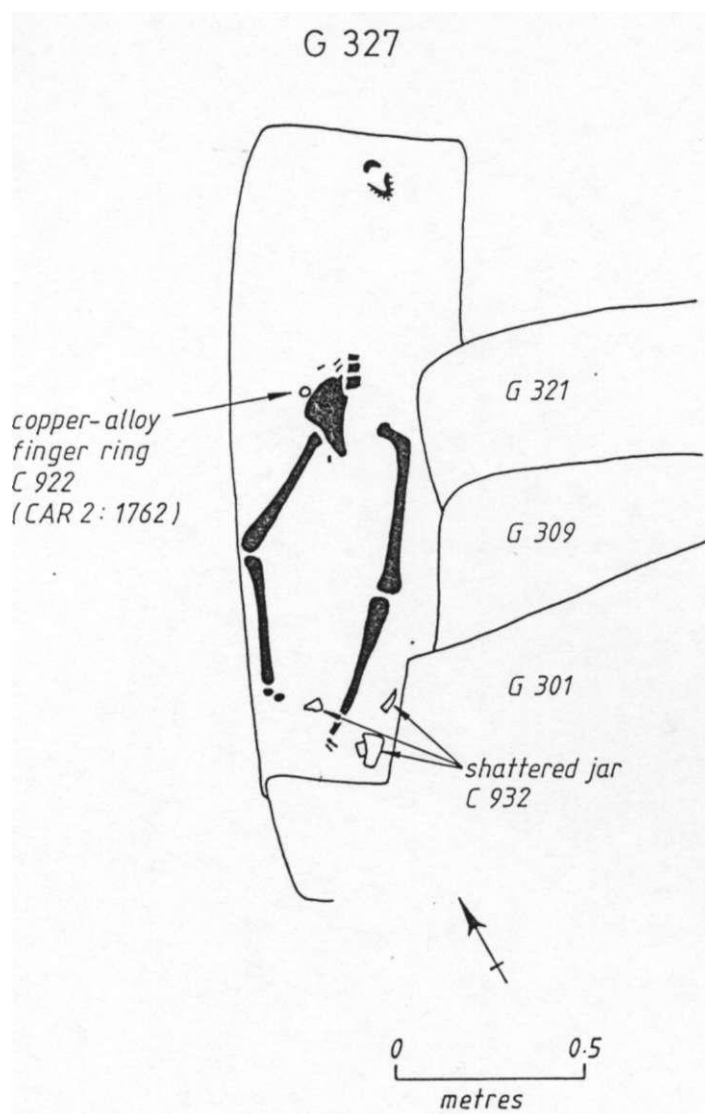 G 327
copper-alloy
finger ring
C 922
(CAR 2: 1762)
G 321
G 309
G 301
shattered jar
C 932
0 0·5
metres